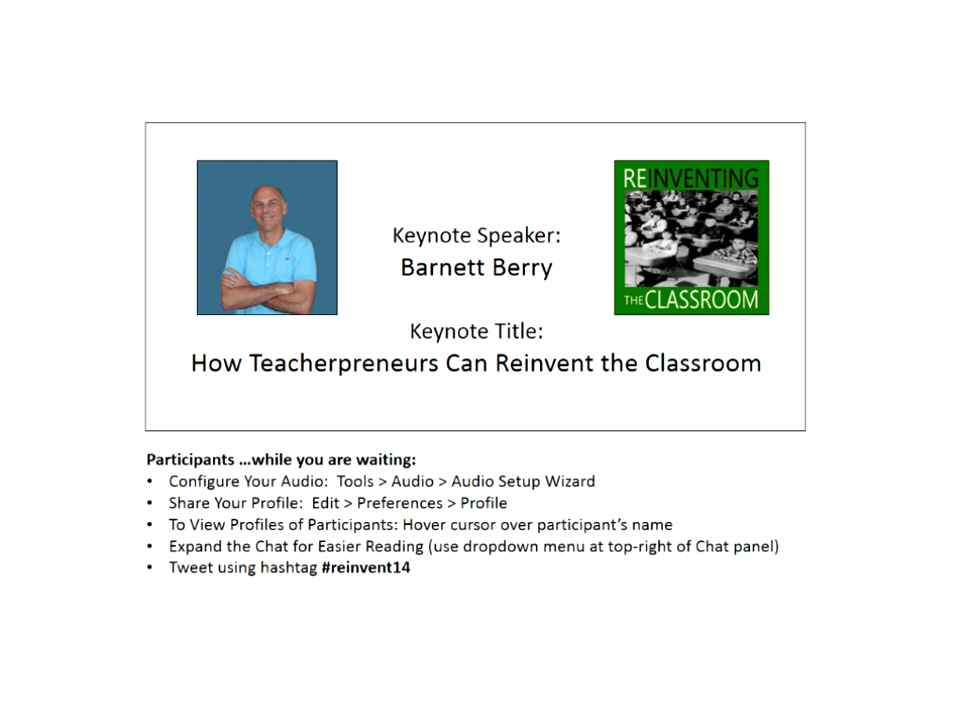 REINVENTING
THE CLASSROOM
Keynote Speaker:
Barnett Berry
Keynote Title:
How Teacherpreneurs Can Reinvent the Classroom
Participants ...while you are waiting:
• Configure Your Audio: Tools > Audio > Audio Setup Wizard
• Share Your Profile: Edit > Preferences > Profile
• To View Profiles of Participants: Hover cursor over participant's name
• Expand the Chat for Easier Reading (use dropdown menu at top-right of Chat panel)
• Tweet using hashtag #reinvent14